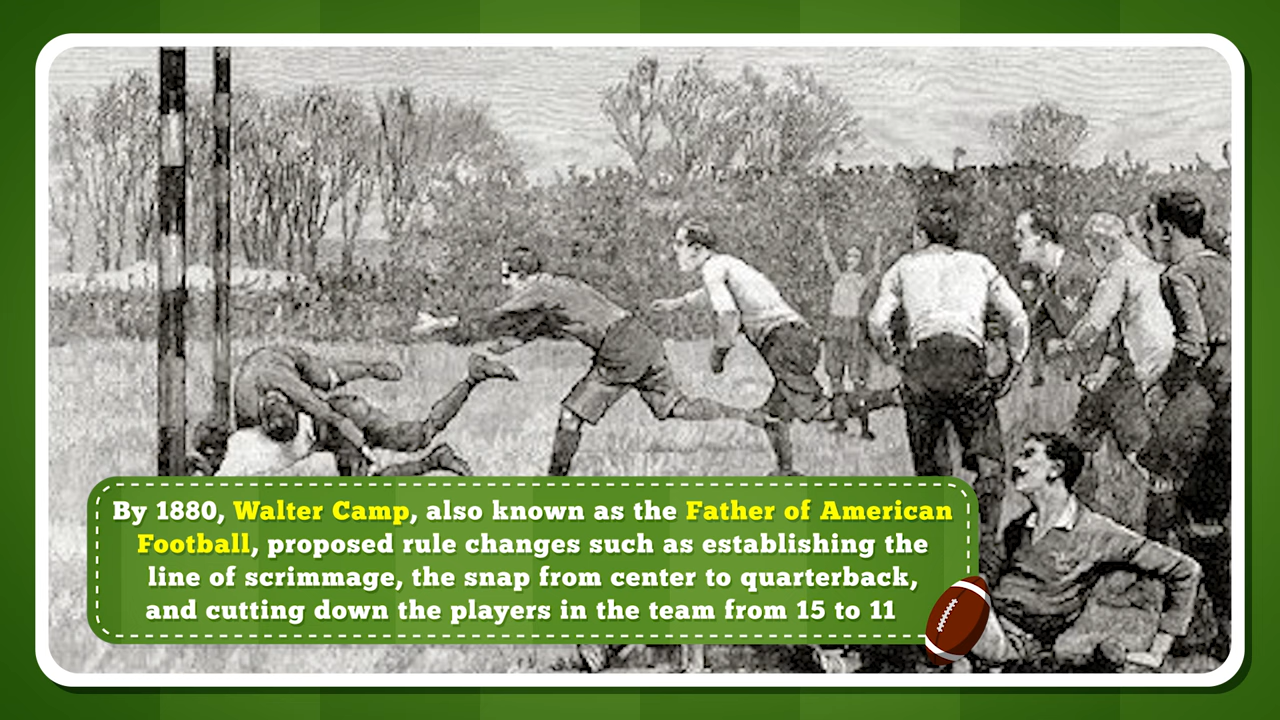 By 1880, Walter Camp, also known as the Father of American
Football, proposed rule changes such as establishing the
line of scrimmage, the snap from center to quarterback,
and cutting down the players in the team from 15 to 11